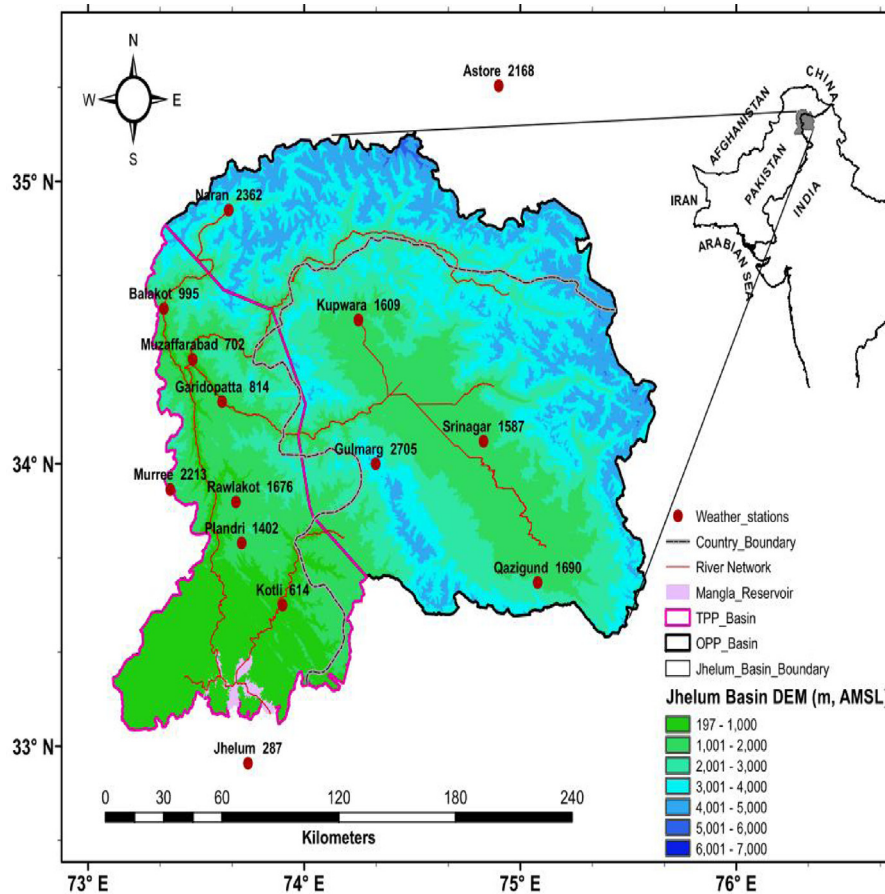 N
W E
S
Astore 2168
CHINA
AFGHANISTAN
PAKISTAN
IRAN
INDIA
ARABIAN SEA
35° N
Naran 2362
Balakot 995
Kupwara 1609
Muzaffarabad 702
Garidopatta 814
Srinagar 1587
34° N
Gulmarg 2705
Murree 2213
Rawlakot 1676
Plandri 1402
Qazigund 1690
Kotli 614
33° N
Jhelum 287
0 15 30 60 120 180 240
Kilometers
73° E 74° E 75° E 76° E
Weather_stations
Country_Boundary
River Network
Mangla_Reservoir
TPP_Basin
OPP_Basin
Jhelum_Basin_Boundary
Jhelum Basin DEM (m, AMSL)
197 - 1,000
1,001 - 2,000
2,001 - 3,000
3,001 - 4,000
4,001 - 5,000
5,001 - 6,000
6,001 - 7,000